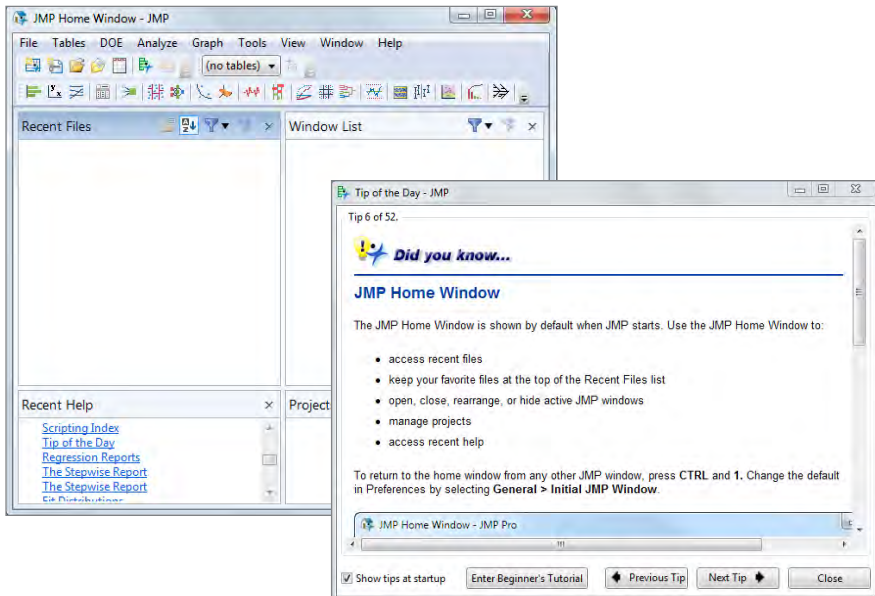 JMP Home Window - JMP
File Tables DOE Analyze Graph Tools View Window Help
(no tables)
Recent Files
Window List
Recent Help
Scripting Index
Tip of the Day
Regression Reports
The Stepwise Report
The Stepwise Report
Fit Distributions
Project
Tip of the Day - JMP
Tip 6 of 52.
Did you know...
JMP Home Window
The JMP Home Window is shown by default when JMP starts. Use the JMP Home Window to:
• access recent files
• keep your favorite files at the top of the Recent Files list
• open, close, rearrange, or hide active JMP windows
• manage projects
• access recent help
To return to the home window from any other JMP window, press CTRL and 1. Change the default
in Preferences by selecting General > Initial JMP Window.
JMP Home Window - JMP Pro
Show tips at startup
Enter Beginner's Tutorial
Previous Tip
Next Tip
Close